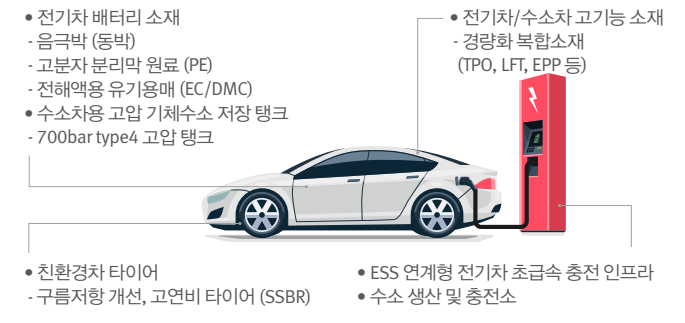 • 전기차 배터리 소재
- 음극박 (동박)
- 고분자 분리막 원료 (PE)
- 전해액용 유기용매 (EC/DMC)
• 수소차용 고압 기체수소 저장 탱크
- 700bar type4 고압 탱크
• 전기차/수소차 고기능 소재
- 경량화 복합소재
(TPO, LFT, EPP 등)
• 친환경차 타이어
- 구름저항 개선, 고연비 타이어 (SSBR)
• ESS 연계형 전기차 초급속 충전 인프라
• 수소 생산 및 충전소